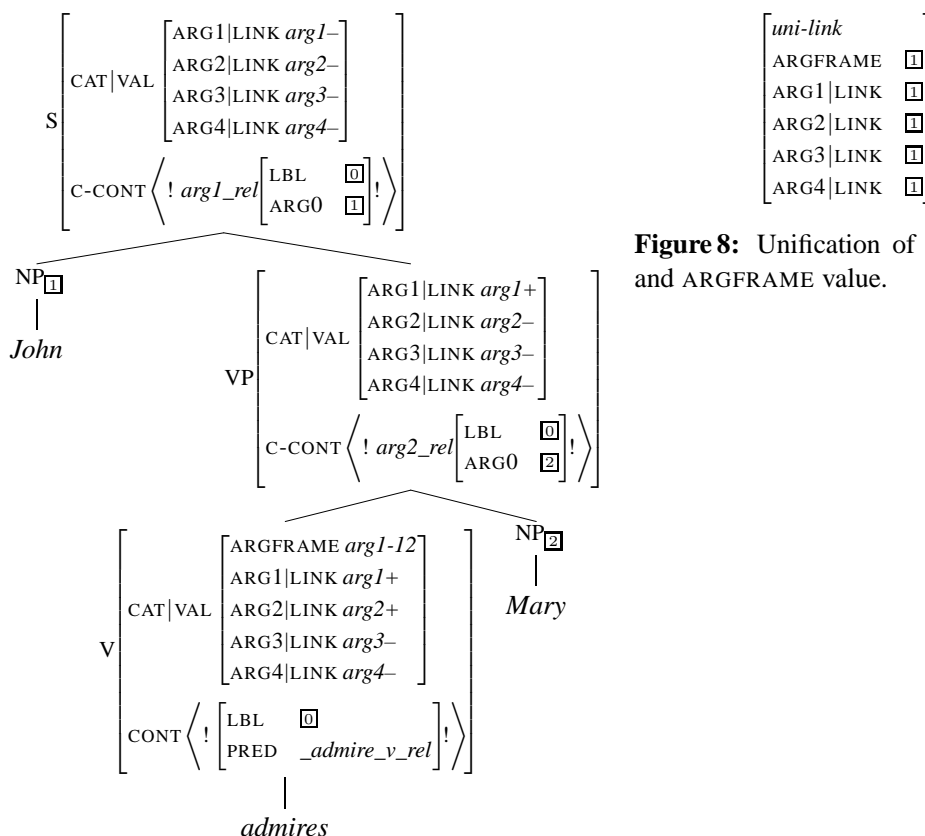 ARG1|LINK arg1–
ARG2|LINK arg2–
CAT|VAL
ARG3|LINK arg3–
ARG4|LINK arg4–
S
C-CONT ⟨ ! arg1_rel [ LBL 0
ARG0 1 ] ! ⟩
NP 1
John
ARG1|LINK arg1+
ARG2|LINK arg2–
CAT|VAL
ARG3|LINK arg3–
ARG4|LINK arg4–
VP
C-CONT ⟨ ! arg2_rel [ LBL 0
ARG0 2 ] ! ⟩
ARGFRAME arg1-12
ARG1|LINK arg1+
CAT|VAL ARG2|LINK arg2+
ARG3|LINK arg3–
ARG4|LINK arg4–
V
CONT ⟨ ! [ LBL 0
PRED _admire_v_rel ] ! ⟩
admires
NP 2
Mary
uni-link
ARGFRAME 1
ARG1|LINK 1
ARG2|LINK 1
ARG3|LINK 1
ARG4|LINK 1
Figure 8: Unification of
and ARGFRAME value.